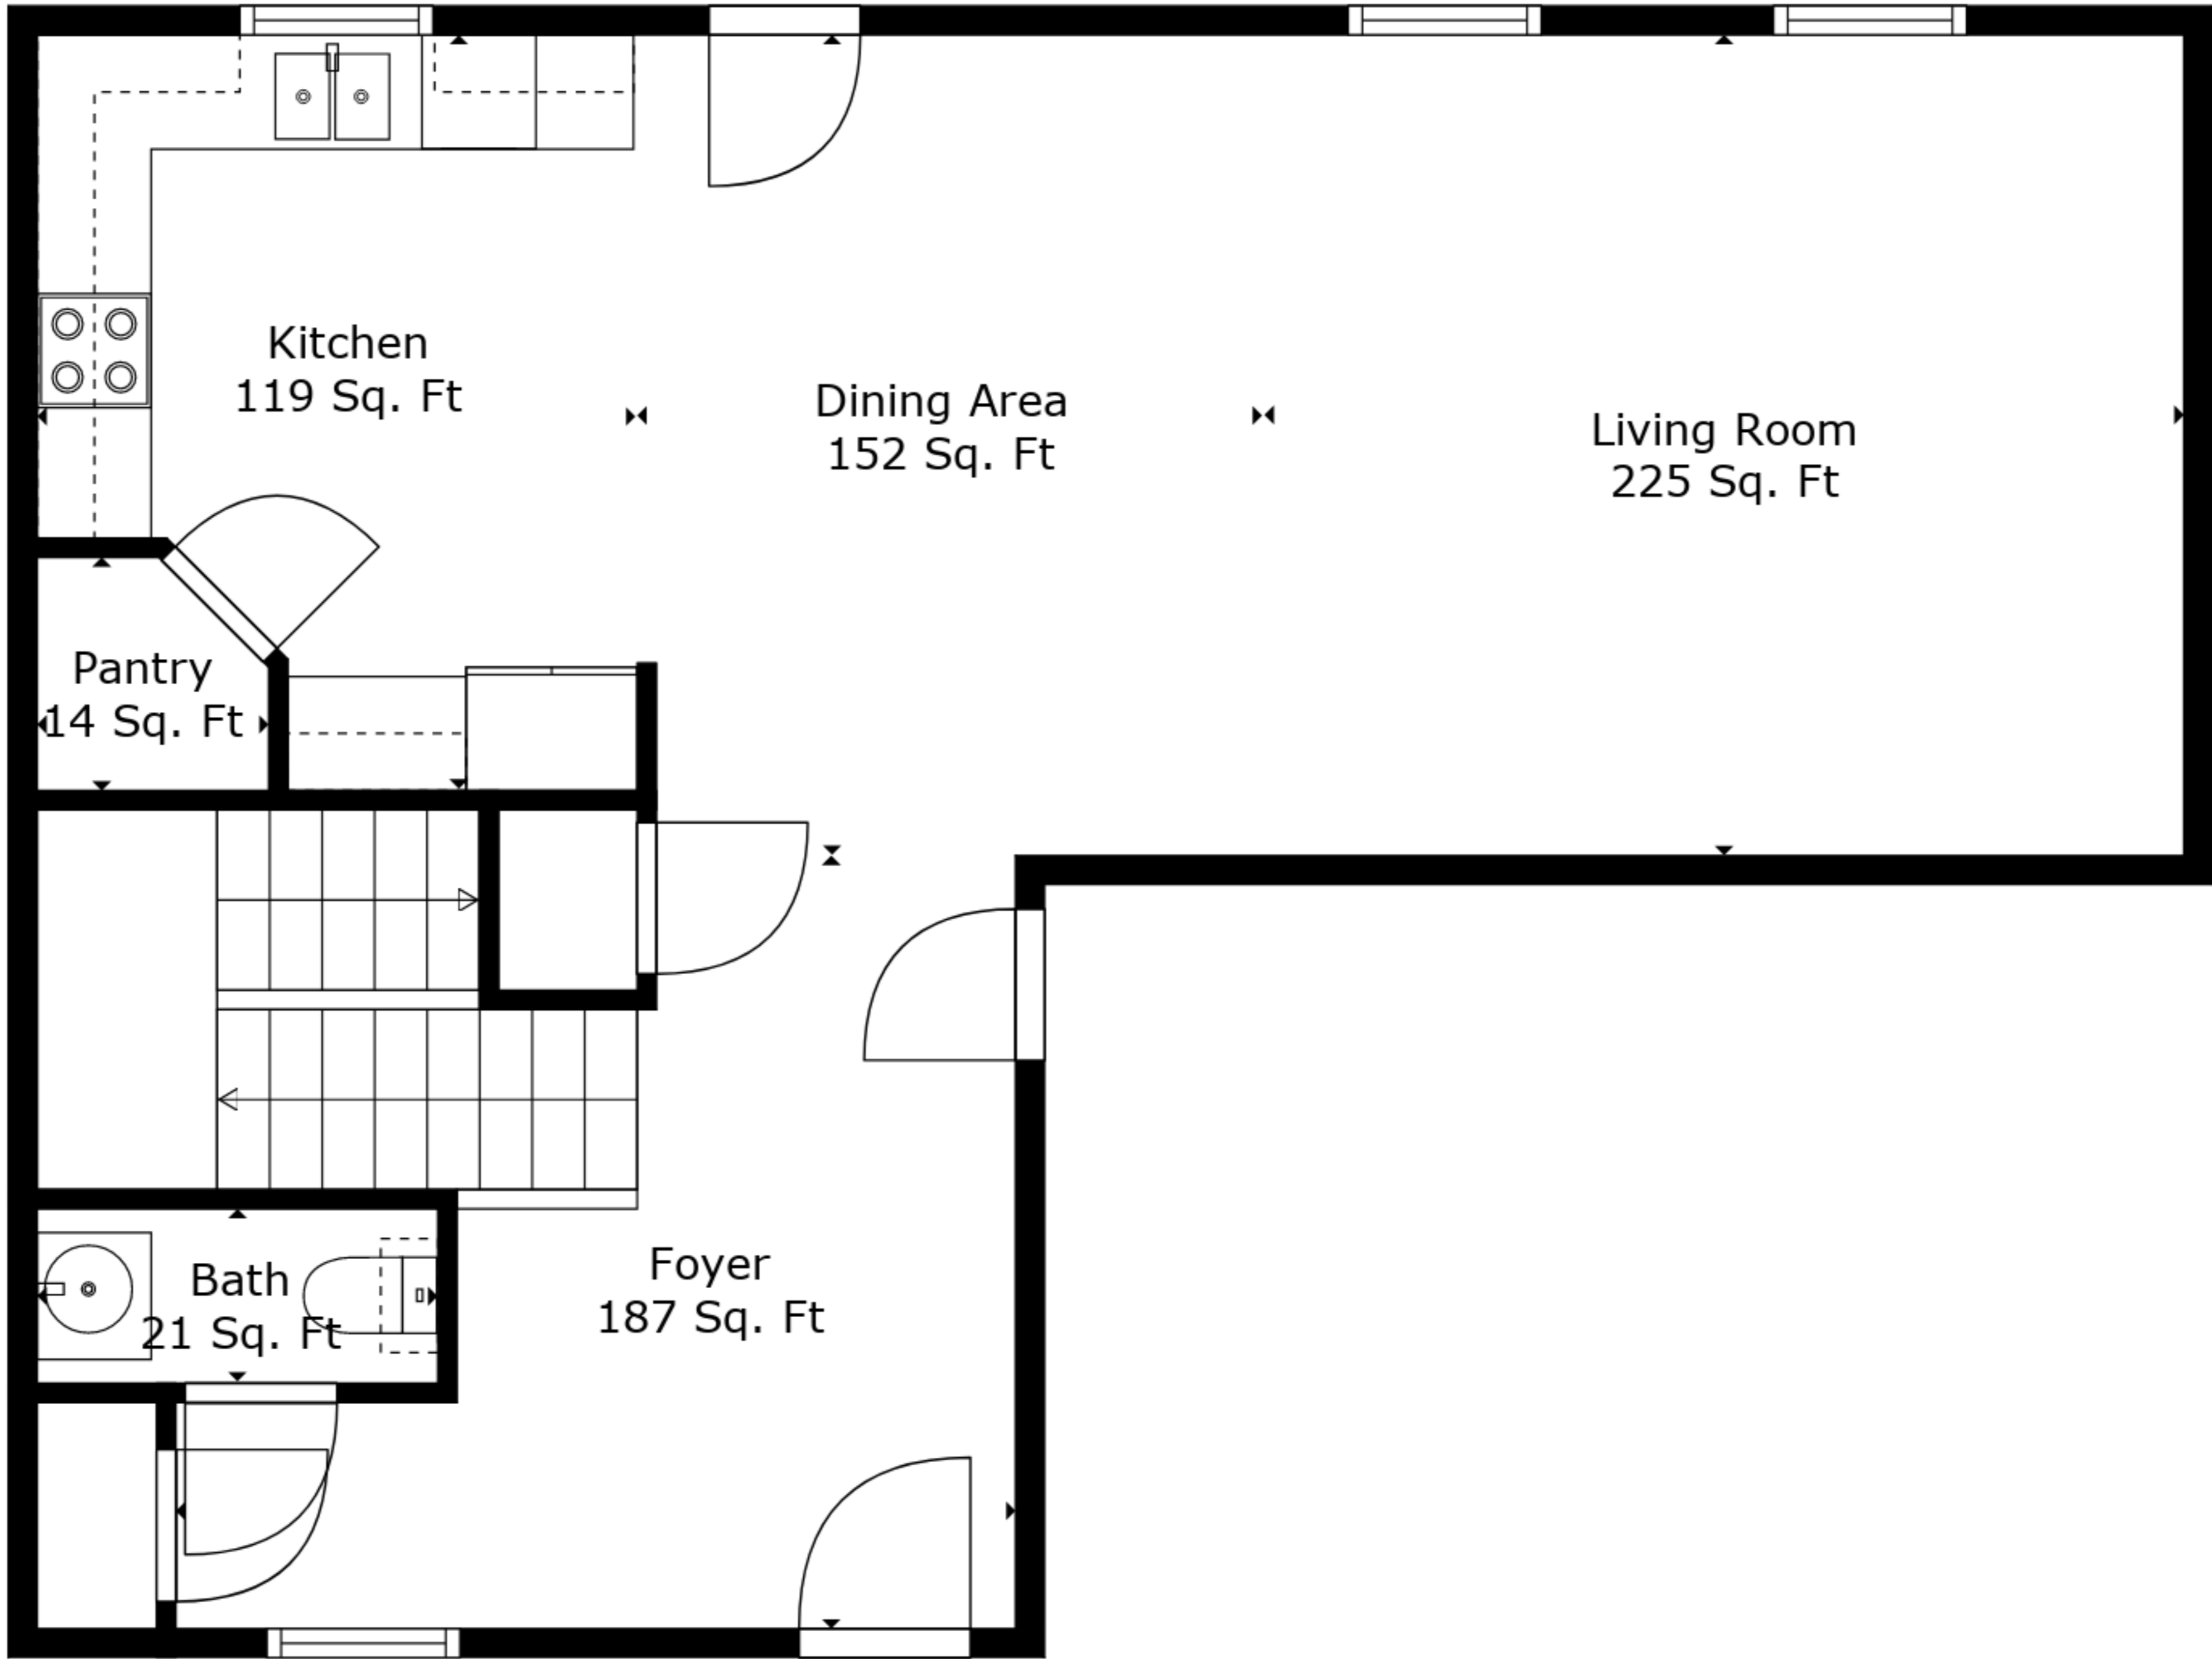 Kitchen
119 Sq. Ft
Dining Area
152 Sq. Ft
Living Room
225 Sq. Ft
Pantry
14 Sq. Ft
Bath
21 Sq. Ft
Foyer
187 Sq. Ft